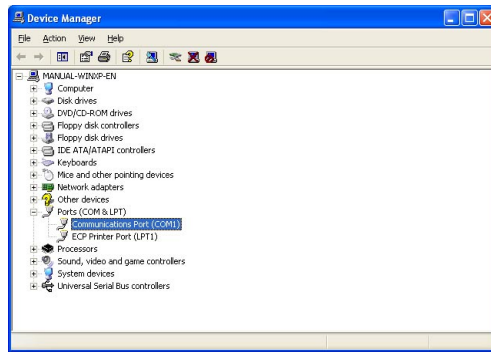 Device Manager
File Action View Help
MANUAL-WINXP-EN
Computer
Disk drives
DVD/CD-ROM drives
Floppy disk controllers
Floppy disk drives
IDE ATA/ATAPI controllers
Keyboards
Mice and other pointing devices
Network adapters
Other devices
Ports (COM & LPT)
Communications Port (COM1)
ECP Printer Port (LPT1)
Processors
Sound, video and game controllers
System devices
Universal Serial Bus controllers